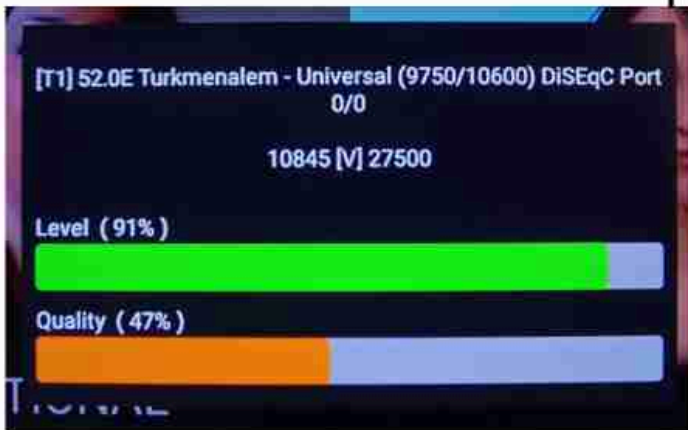 [T1] 52.0E Turkmenalem - Universal (9750/10600) DiSEqC Port
0/0
10845 [V] 27500
Level ( 91% )
Quality ( 47% )